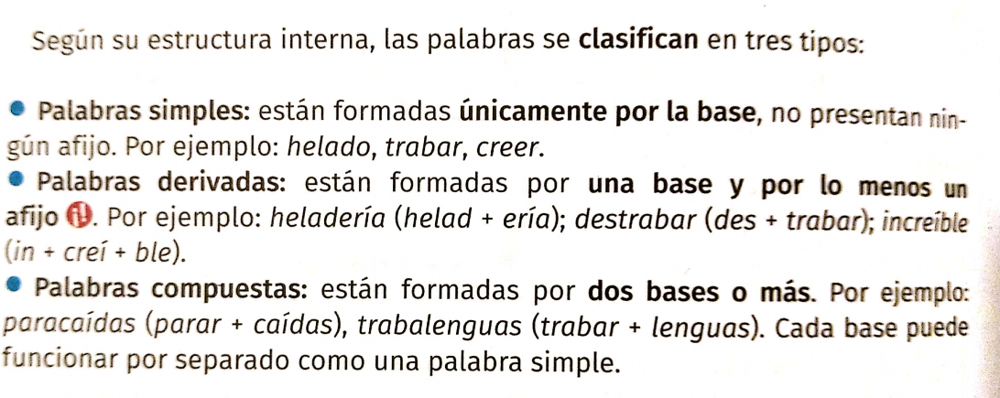 Según su estructura interna, las palabras se clasifican en tres tipos:
• Palabras simples: están formadas únicamente por la base, no presentan nin-
gún afijo. Por ejemplo: helado, trabar, creer.
• Palabras derivadas: están formadas por una base y por lo menos un
afijo. Por ejemplo: heladería (helad + ería); destrabar (des + trabar); increíble
(in + creí + ble).
• Palabras compuestas: están formadas por dos bases o más. Por ejemplo:
paracaídas (parar + caídas), trabalenguas (trabar + lenguas). Cada base puede
funcionar por separado como una palabra simple.